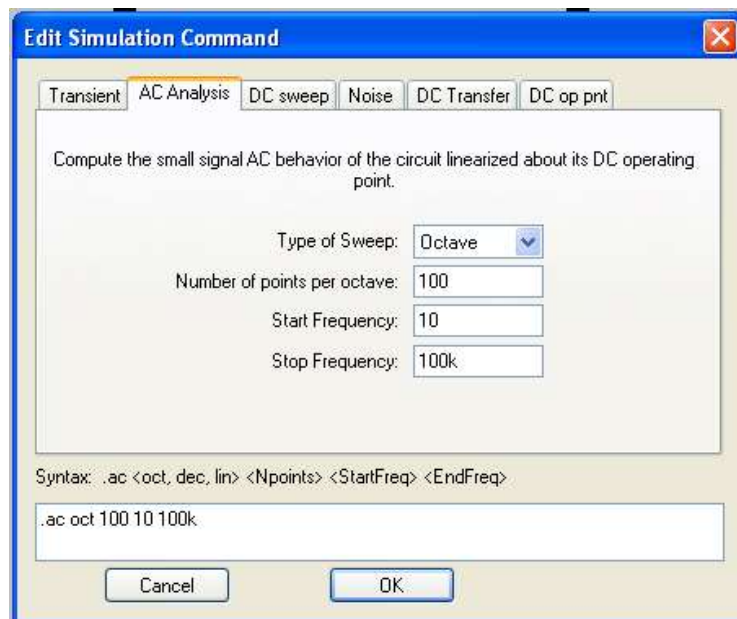 Edit Simulation Command
Transient AC Analysis DC sweep Noise DC Transfer DC op pnt
Compute the small signal AC behavior of the circuit linearized about its DC operating
point.
Type of Sweep: Octave
Number of points per octave: 100
Start Frequency: 10
Stop Frequency: 100k
Syntax: .ac <oct, dec, lin> <Npoints> <StartFreq> <EndFreq>
.ac oct 100 10 100k
Cancel OK